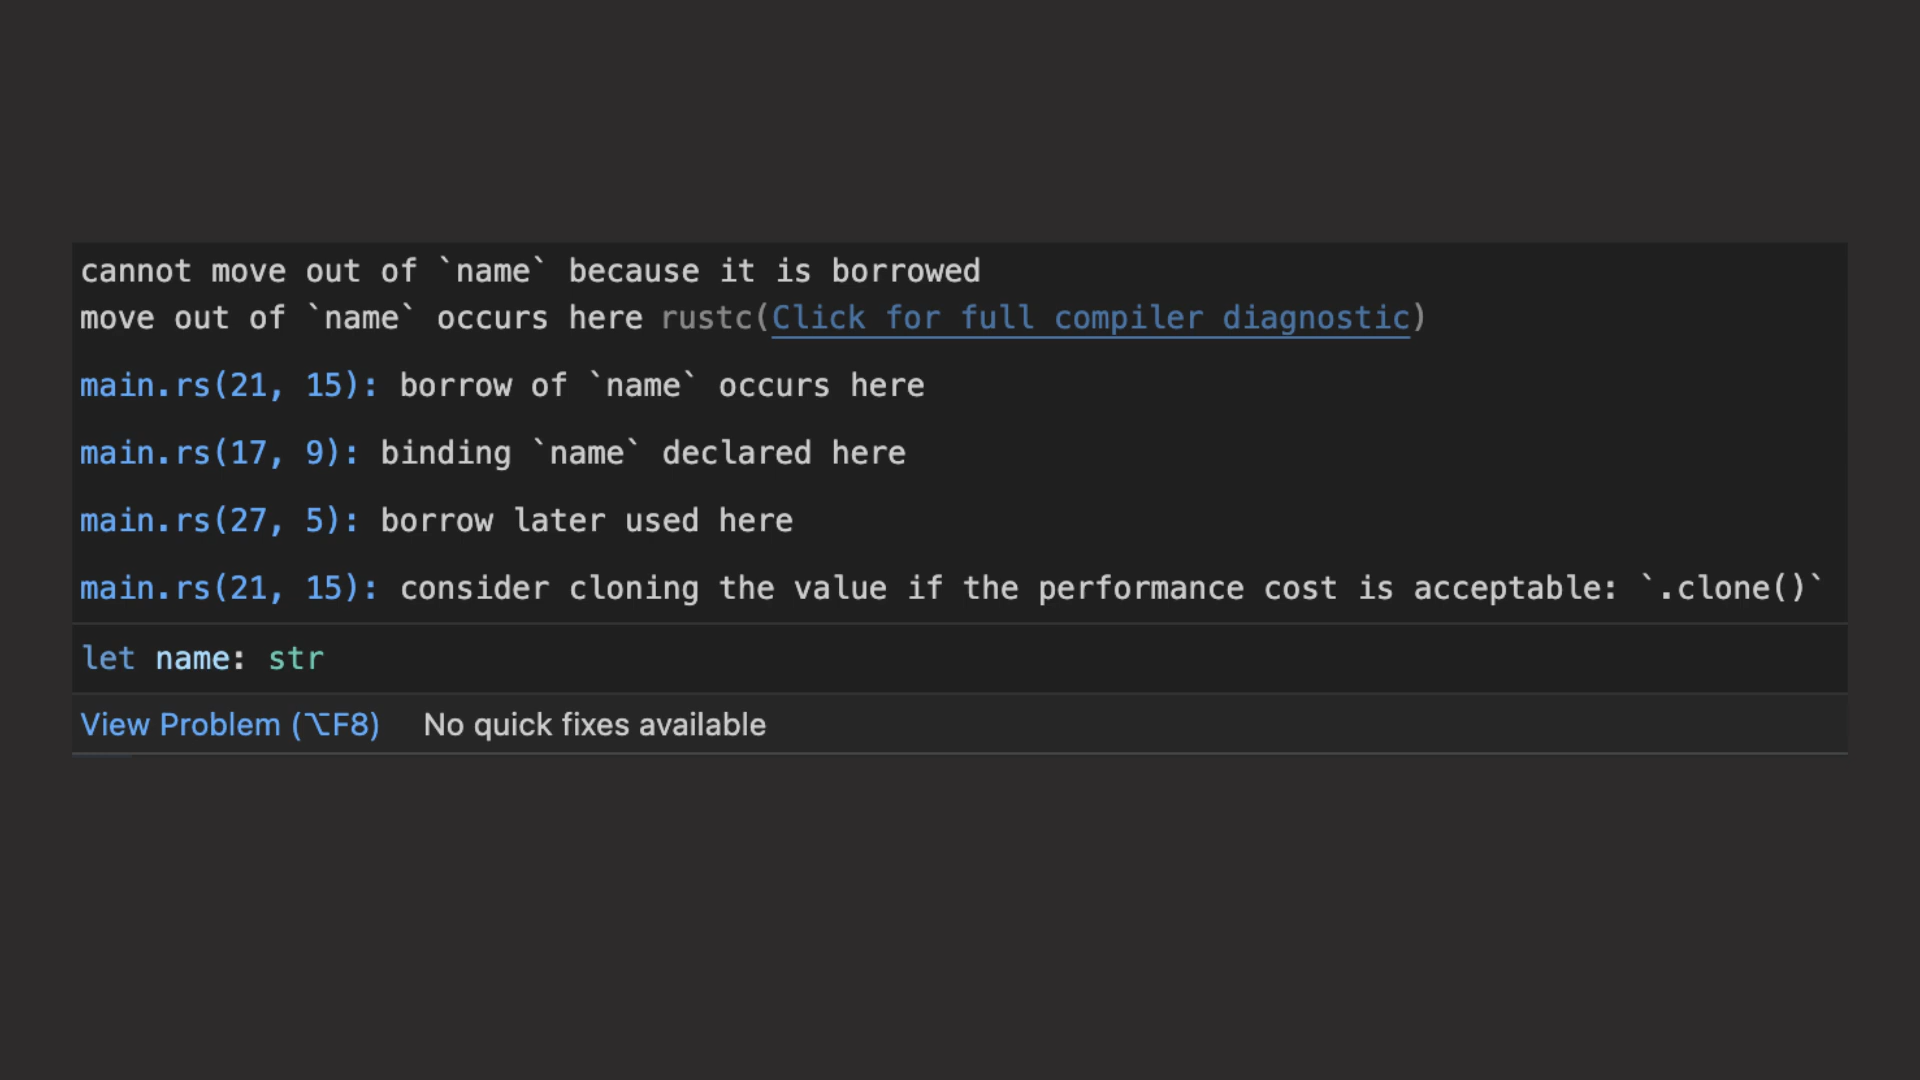 cannot move out of `name` because it is borrowed
move out of `name` occurs here rustc(Click for full compiler diagnostic)
main.rs(21, 15): borrow of `name` occurs here
main.rs(17, 9): binding `name` declared here
main.rs(27, 5): borrow later used here
main.rs(21, 15): consider cloning the value if the performance cost is acceptable: `.clone()`
let name: str
View Problem (⌥F8) No quick fixes available